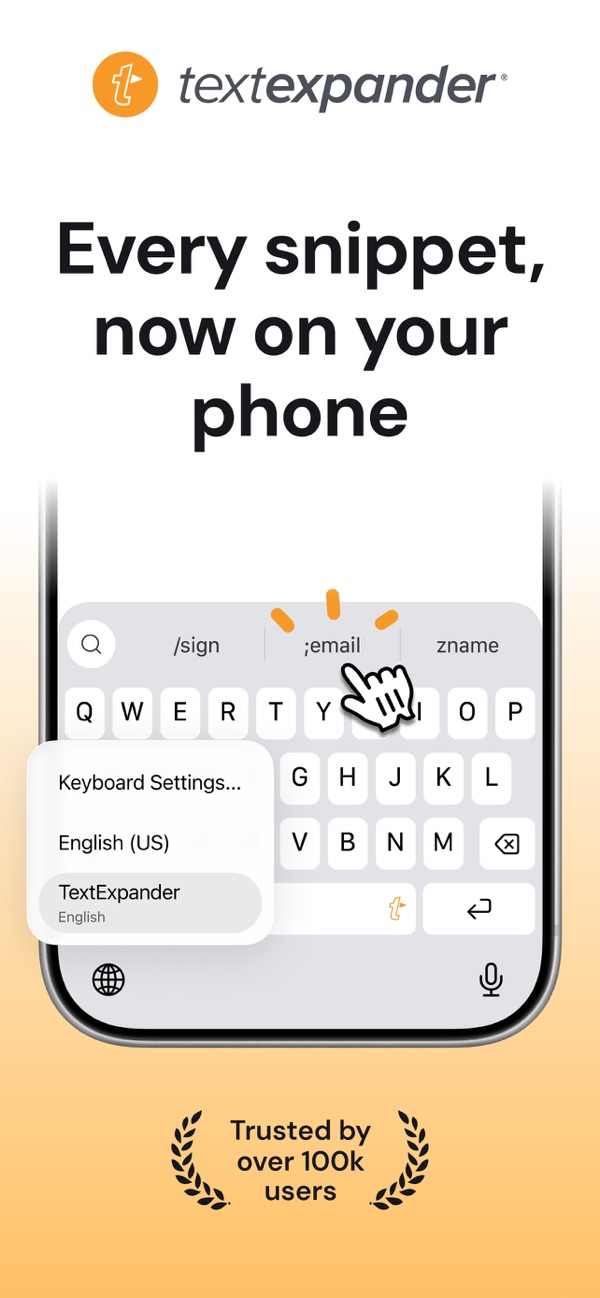 textexpander®
Every snippet,
now on your
phone
/sign ;email zname
Q W E R T Y I O P
G H J K L
V B N M
Keyboard Settings...
English (US)
TextExpander
English
Trusted by
over 100k
users